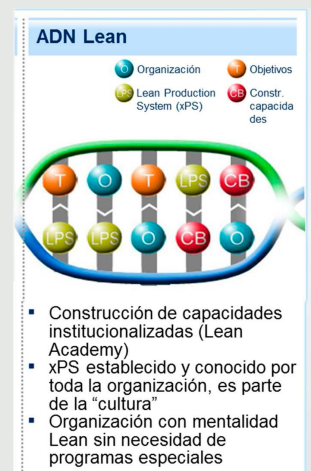 ADN Lean
O Organización
T Objetivos
LPS Lean Production
System (xPS)
CB Constr.
capacida
des
T O T LPS CB
LPS LPS O CB O
▪ Construcción de capacidades
institucionalizadas (Lean
Academy)
▪ xPS establecido y conocido por
toda la organización, es parte
de la “cultura”
▪ Organización con mentalidad
Lean sin necesidad de
programas especiales